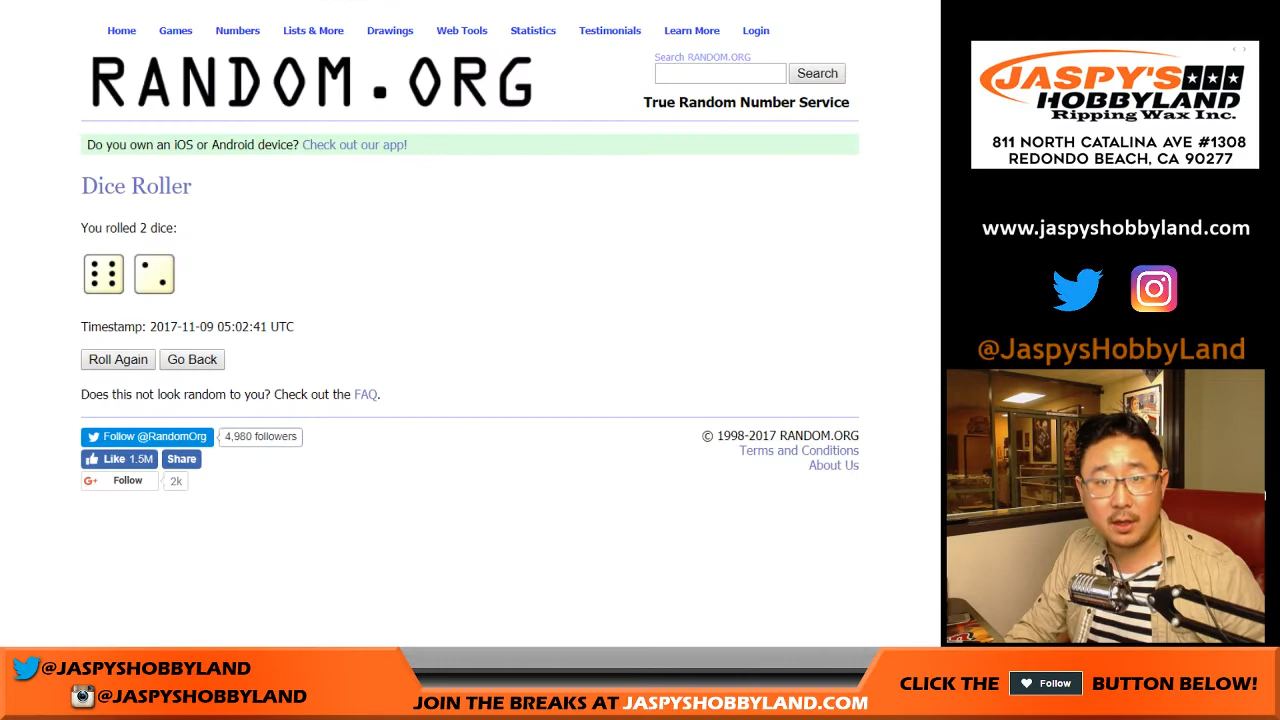 Home Games Numbers Lists & More Drawings Web Tools Statistics Testimonials Learn More Login
RANDOM.ORG
Search RANDOM.ORG
Search
True Random Number Service
Do you own an iOS or Android device? Check out our app!
Dice Roller
You rolled 2 dice:
Timestamp: 2017-11-09 05:02:41 UTC
Roll Again Go Back
Does this not look random to you? Check out the FAQ.
Follow @RandomOrg 4,980 followers
Like 1.5M Share
G+ Follow 2k
© 1998-2017 RANDOM.ORG
Terms and Conditions
About Us
JASPY'S
HOBBYLAND
Ripping Wax Inc.
811 NORTH CATALINA AVE #1308
REDONDO BEACH, CA 90277
www.jaspyshobbyland.com
@JaspysHobbyLand
@JASPYSHOBBYLAND
@JASPYSHOBBYLAND
JOIN THE BREAKS AT JASPYSHOBBYLAND.COM
CLICK THE Follow BUTTON BELOW!